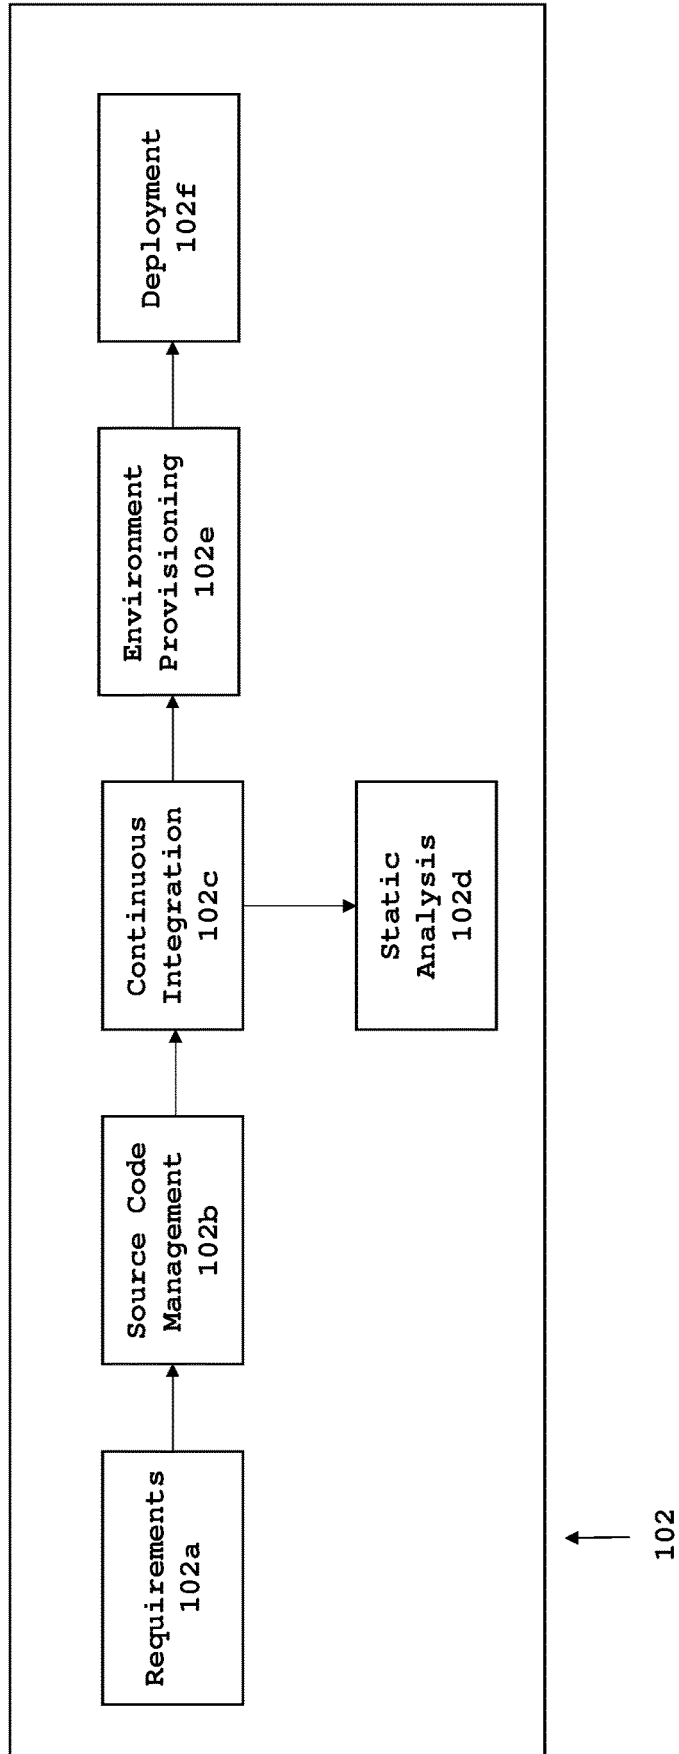 Requirements
102a
Source Code
Management
102b
Continuous
Integration
102c
Static
Analysis
102d
Environment
Provisioning
102e
Deployment
102f
102